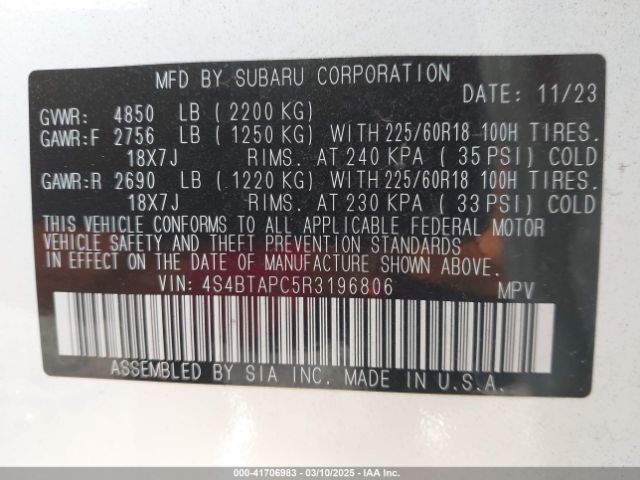 MFD BY SUBARU CORPORATION
DATE: 11/23
GVWR: 4850 LB (2200 KG)
GAWR:F 2756 LB (1250 KG) WITH 225/60R18 100H TIRES.
18X7J RIMS. AT 240 KPA (35 PSI) COLD
GAWR:R 2690 LB (1220 KG) WITH 225/60R18 100H TIRES.
18X7J RIMS. AT 230 KPA (33 PSI) COLD
THIS VEHICLE CONFORMS TO ALL APPLICABLE FEDERAL MOTOR
VEHICLE SAFETY AND THEFT PREVENTION STANDARDS
IN EFFECT ON THE DATE OF MANUFACTURE SHOWN ABOVE.
VIN: 4S4BTAPC5R3196806 MPV
ASSEMBLED BY SIA INC. MADE IN U.S.A.
000-41706983 — 03/10/2025 — IAAI.COM